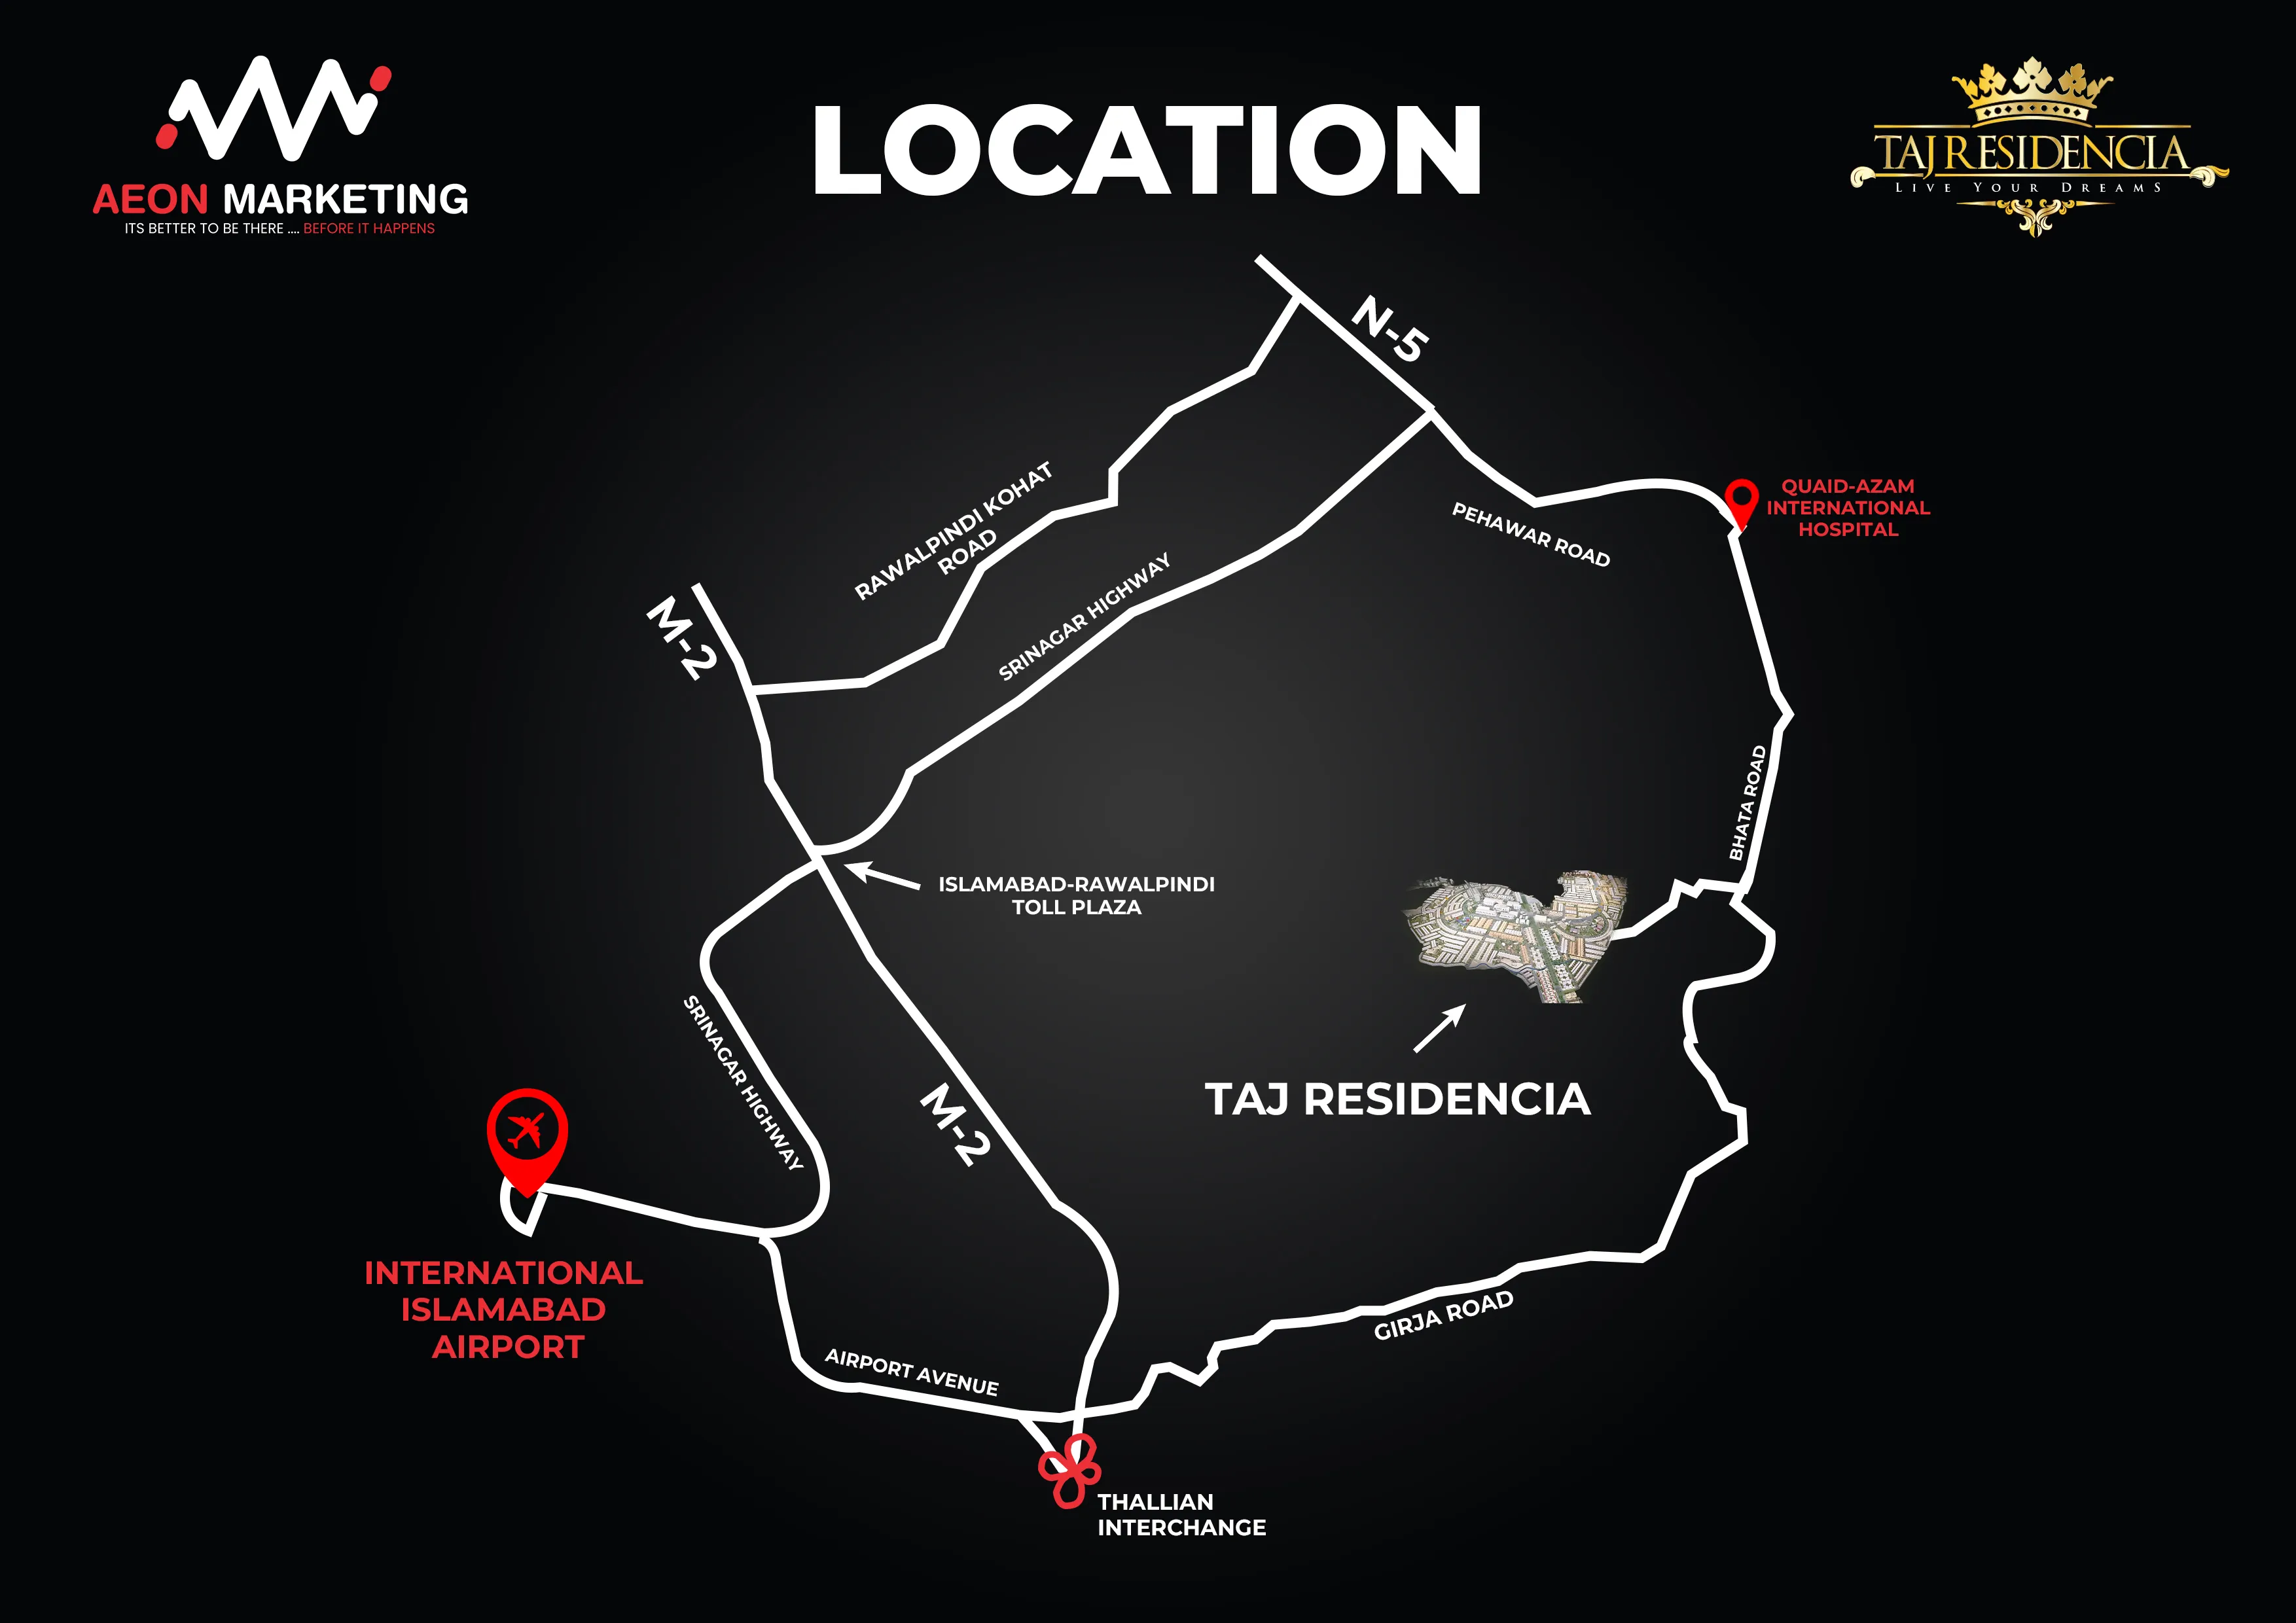 AEON MARKETING
ITS BETTER TO BE THERE .... BEFORE IT HAPPENS
LOCATION
TAJ RESIDENCIA
LIVE YOUR DREAMS
N-5
RAWALPINDI KOHAT
ROAD
PEHAWAR ROAD
QUAID-AZAM
INTERNATIONAL
HOSPITAL
SRINAGAR HIGHWAY
M-2
BHATA ROAD
ISLAMABAD-RAWALPINDI
TOLL PLAZA
SRINAGAR HIGHWAY
M-2
TAJ RESIDENCIA
INTERNATIONAL
ISLAMABAD
AIRPORT
GIRJA ROAD
AIRPORT AVENUE
THALLIAN
INTERCHANGE